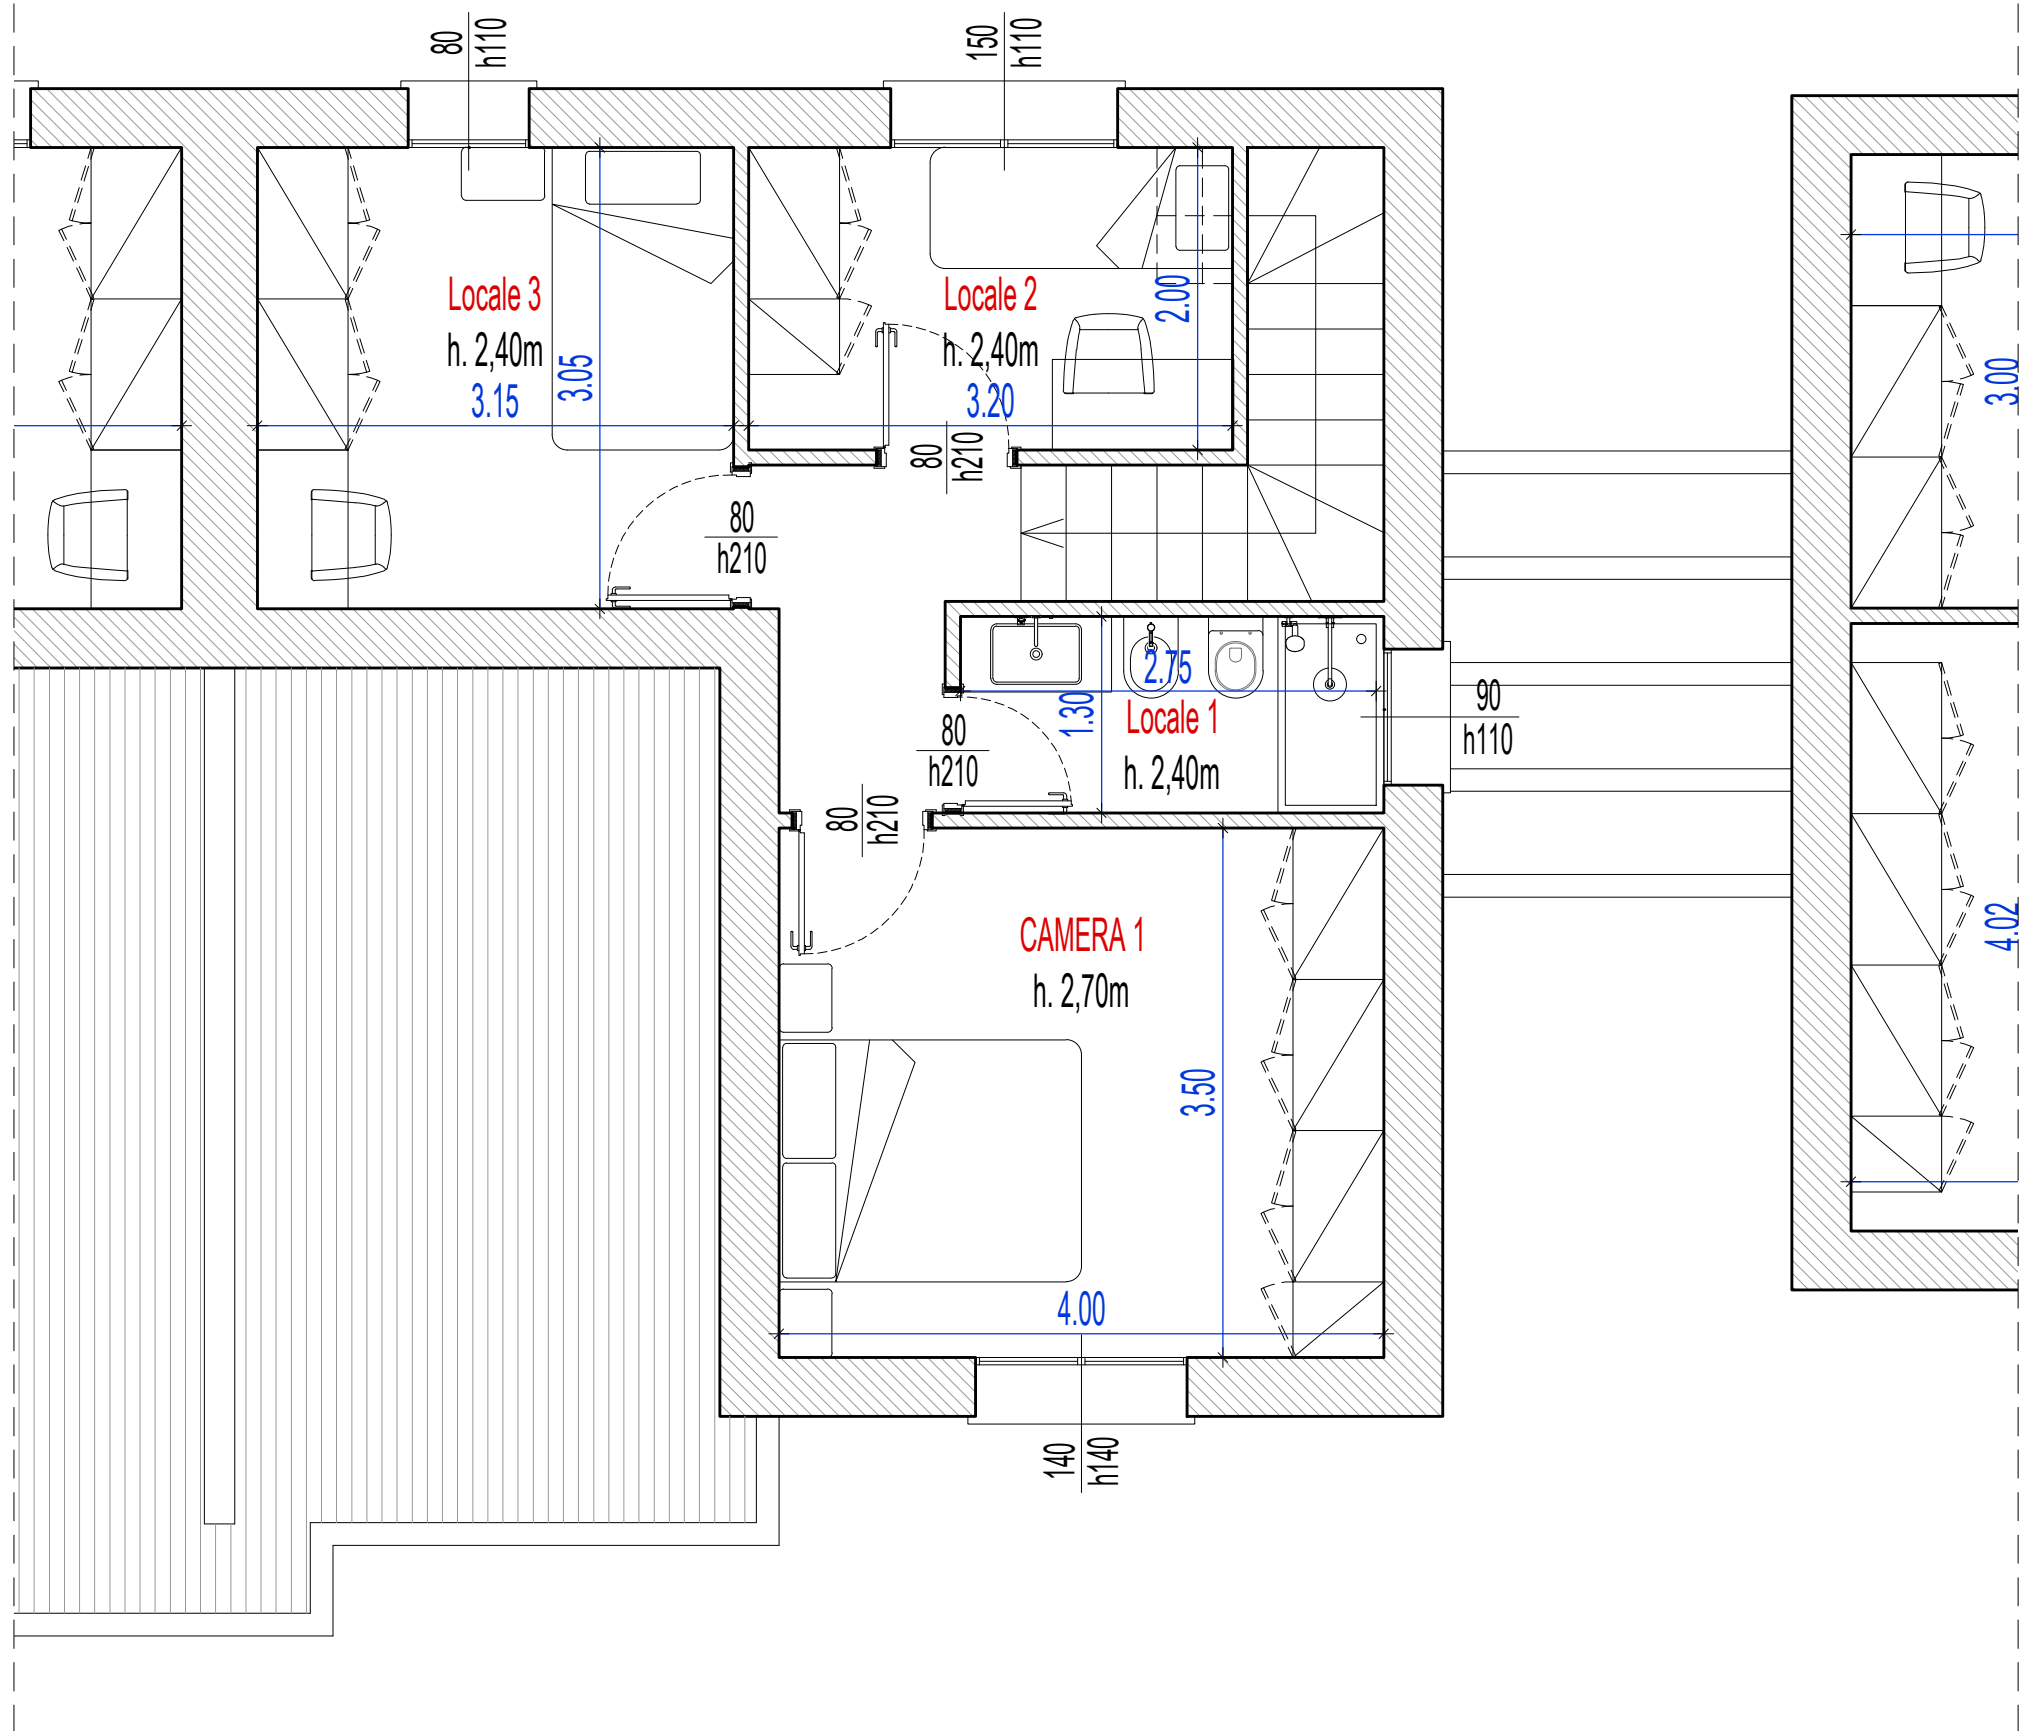 80
h110
150
h110
Locale 3
h. 2,40m
3.15
3.05
Locale 2
h. 2,40m
3.20
2.00
3.00
80
h210
80
h210
2.75
1.30
Locale 1
h. 2,40m
90
h110
80
h210
80
h210
CAMERA 1
h. 2,70m
4.02
3.50
4.00
140
h140